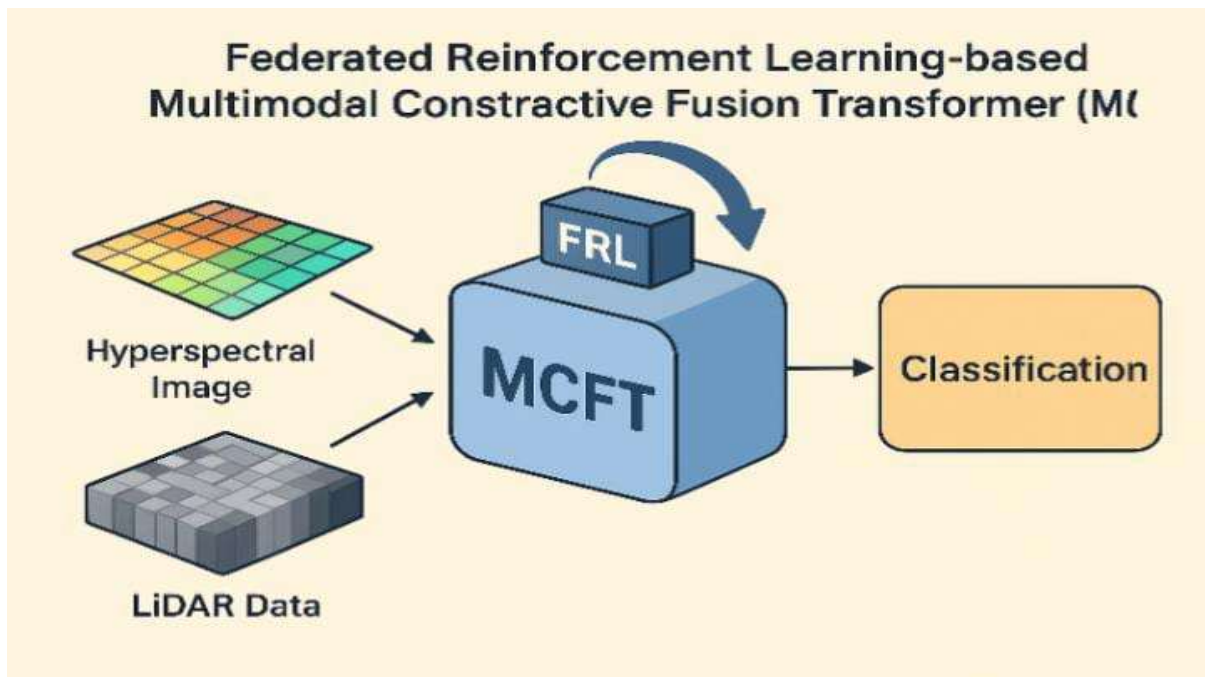 Federated Reinforcement Learning-based
Multimodal Constractive Fusion Transformer (M(
FRL
MCFT
Hyperspectral
Image
LiDAR Data
Classification